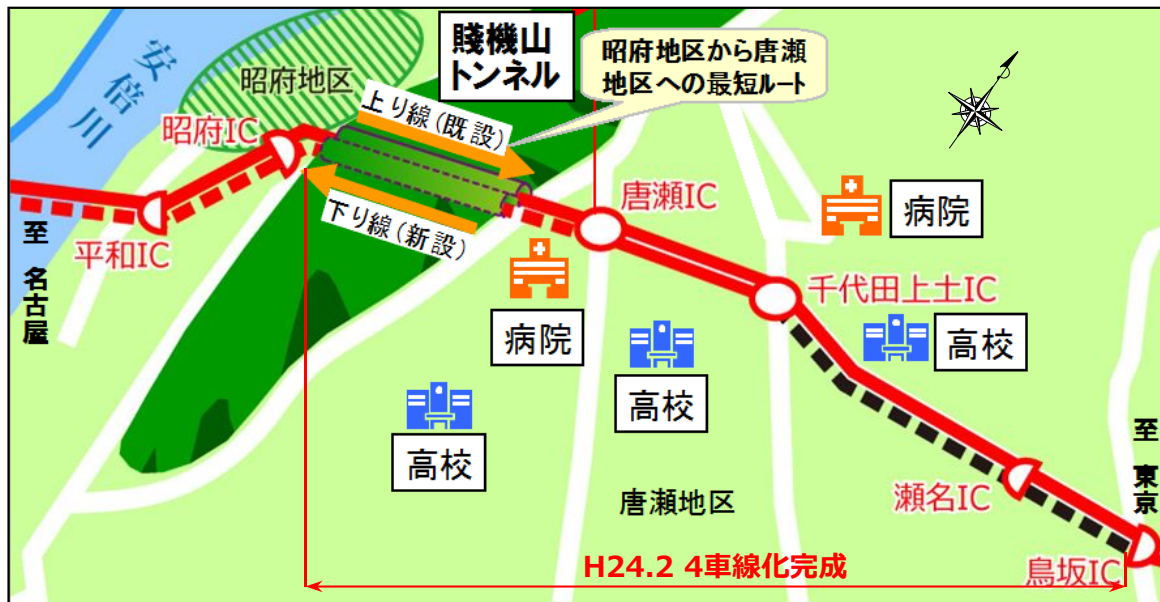 賤機山
トンネル
昭府地区から唐瀬
地区への最短ルート
安倍川
昭府地区
上り線(既設)
昭府IC
下り線(新設)
平和IC
至 名古屋
唐瀬IC
病院
病院
千代田上土IC
高校
高校
高校
唐瀬地区
瀬名IC
至 東京
鳥坂IC
H24.2 4車線化完成